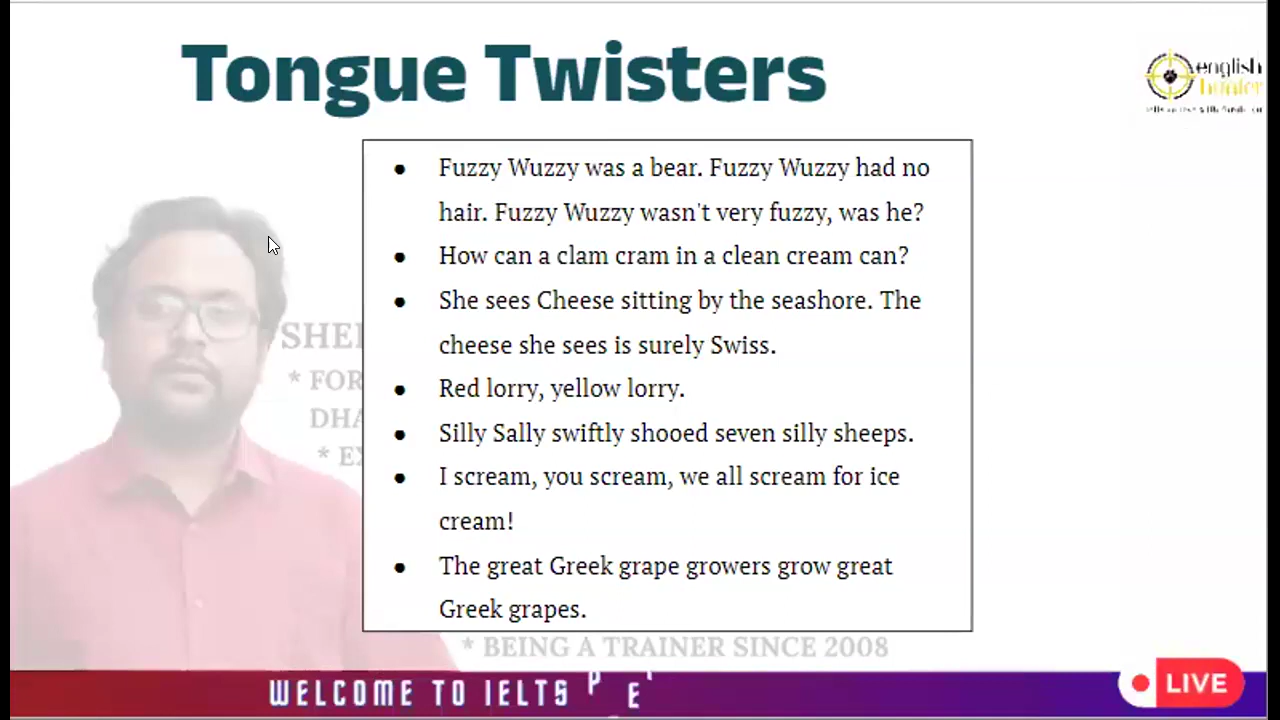 Tongue Twisters
english
hunter
● Fuzzy Wuzzy was a bear. Fuzzy Wuzzy had no
hair. Fuzzy Wuzzy wasn't very fuzzy, was he?
● How can a clam cram in a clean cream can?
● She sees Cheese sitting by the seashore. The
cheese she sees is surely Swiss.
● Red lorry, yellow lorry.
● Silly Sally swiftly shooed seven silly sheeps.
● I scream, you scream, we all scream for ice
cream!
● The great Greek grape growers grow great
Greek grapes.
* BEING A TRAINER SINCE 2008
WELCOME TO IELTS
LIVE